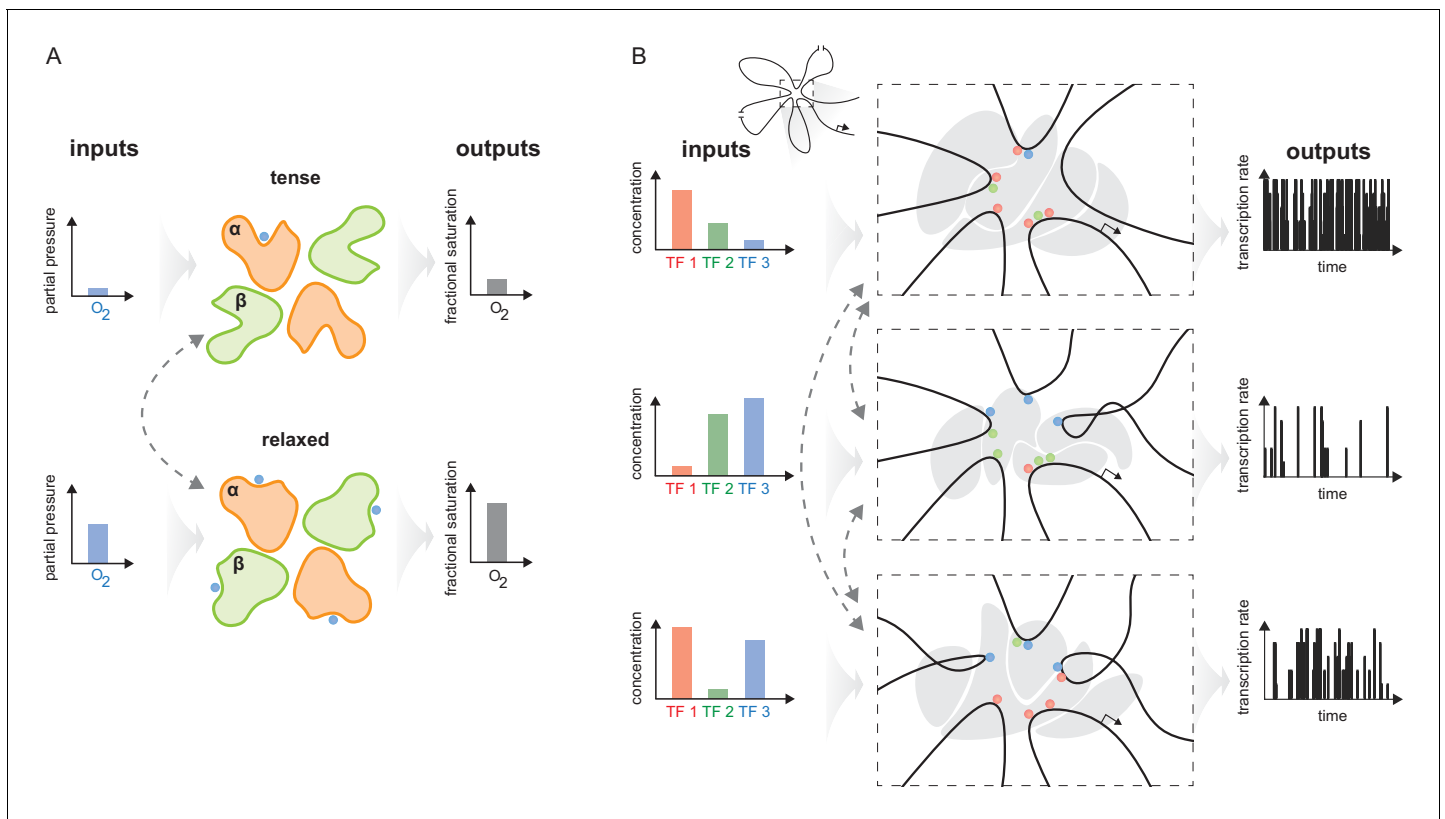 A
inputs
outputs
tense
partial pressure
O2
α
β
fractional saturation
O2
relaxed
partial pressure
O2
α
β
fractional saturation
O2
B
inputs
outputs
concentration
TF 1 TF 2 TF 3
transcription rate
time
concentration
TF 1 TF 2 TF 3
transcription rate
time
concentration
TF 1 TF 2 TF 3
transcription rate
time